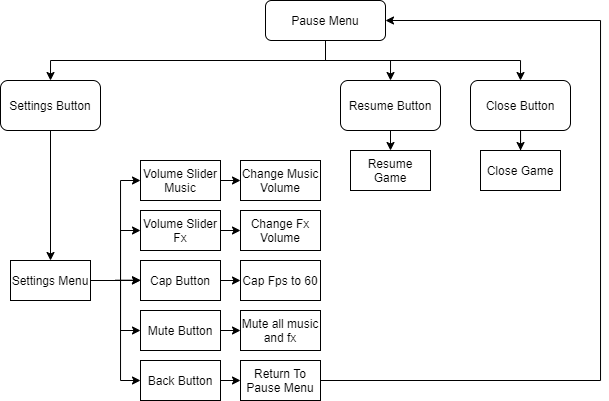 Pause Menu
Settings Button
Resume Button
Close Button
Resume
Game
Close Game
Settings Menu
Volume Slider
Music
Change Music
Volume
Volume Slider
Fx
Change Fx
Volume
Cap Button
Cap Fps to 60
Mute Button
Mute all music
and fx
Back Button
Return To
Pause Menu